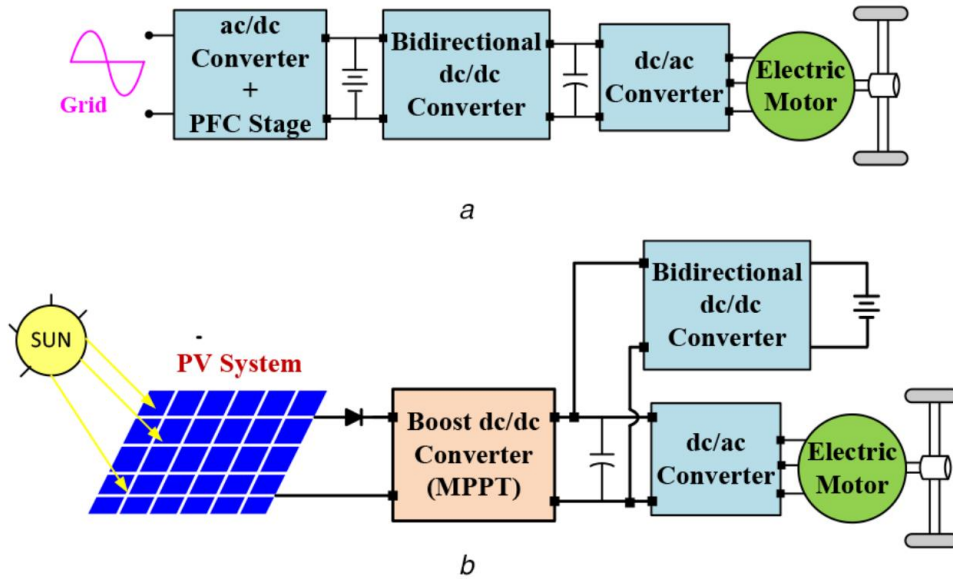 ac/dc
Converter
+
PFC Stage
Grid
Bidirectional
dc/dc
Converter
dc/ac
Converter
Electric
Motor
a
SUN
PV System
Boost dc/dc
Converter
(MPPT)
Bidirectional
dc/dc
Converter
dc/ac
Converter
Electric
Motor
b